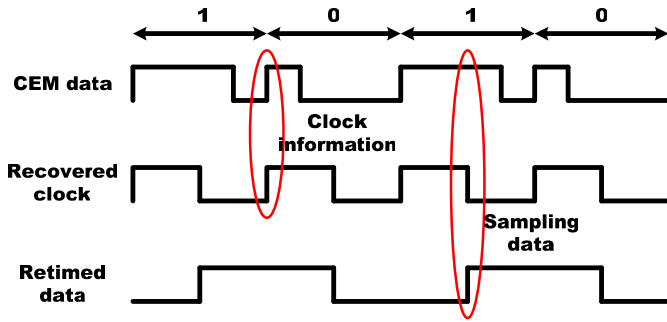 1 0 1 0
CEM data
Clock
information
Recovered
clock
Sampling
data
Retimed
data